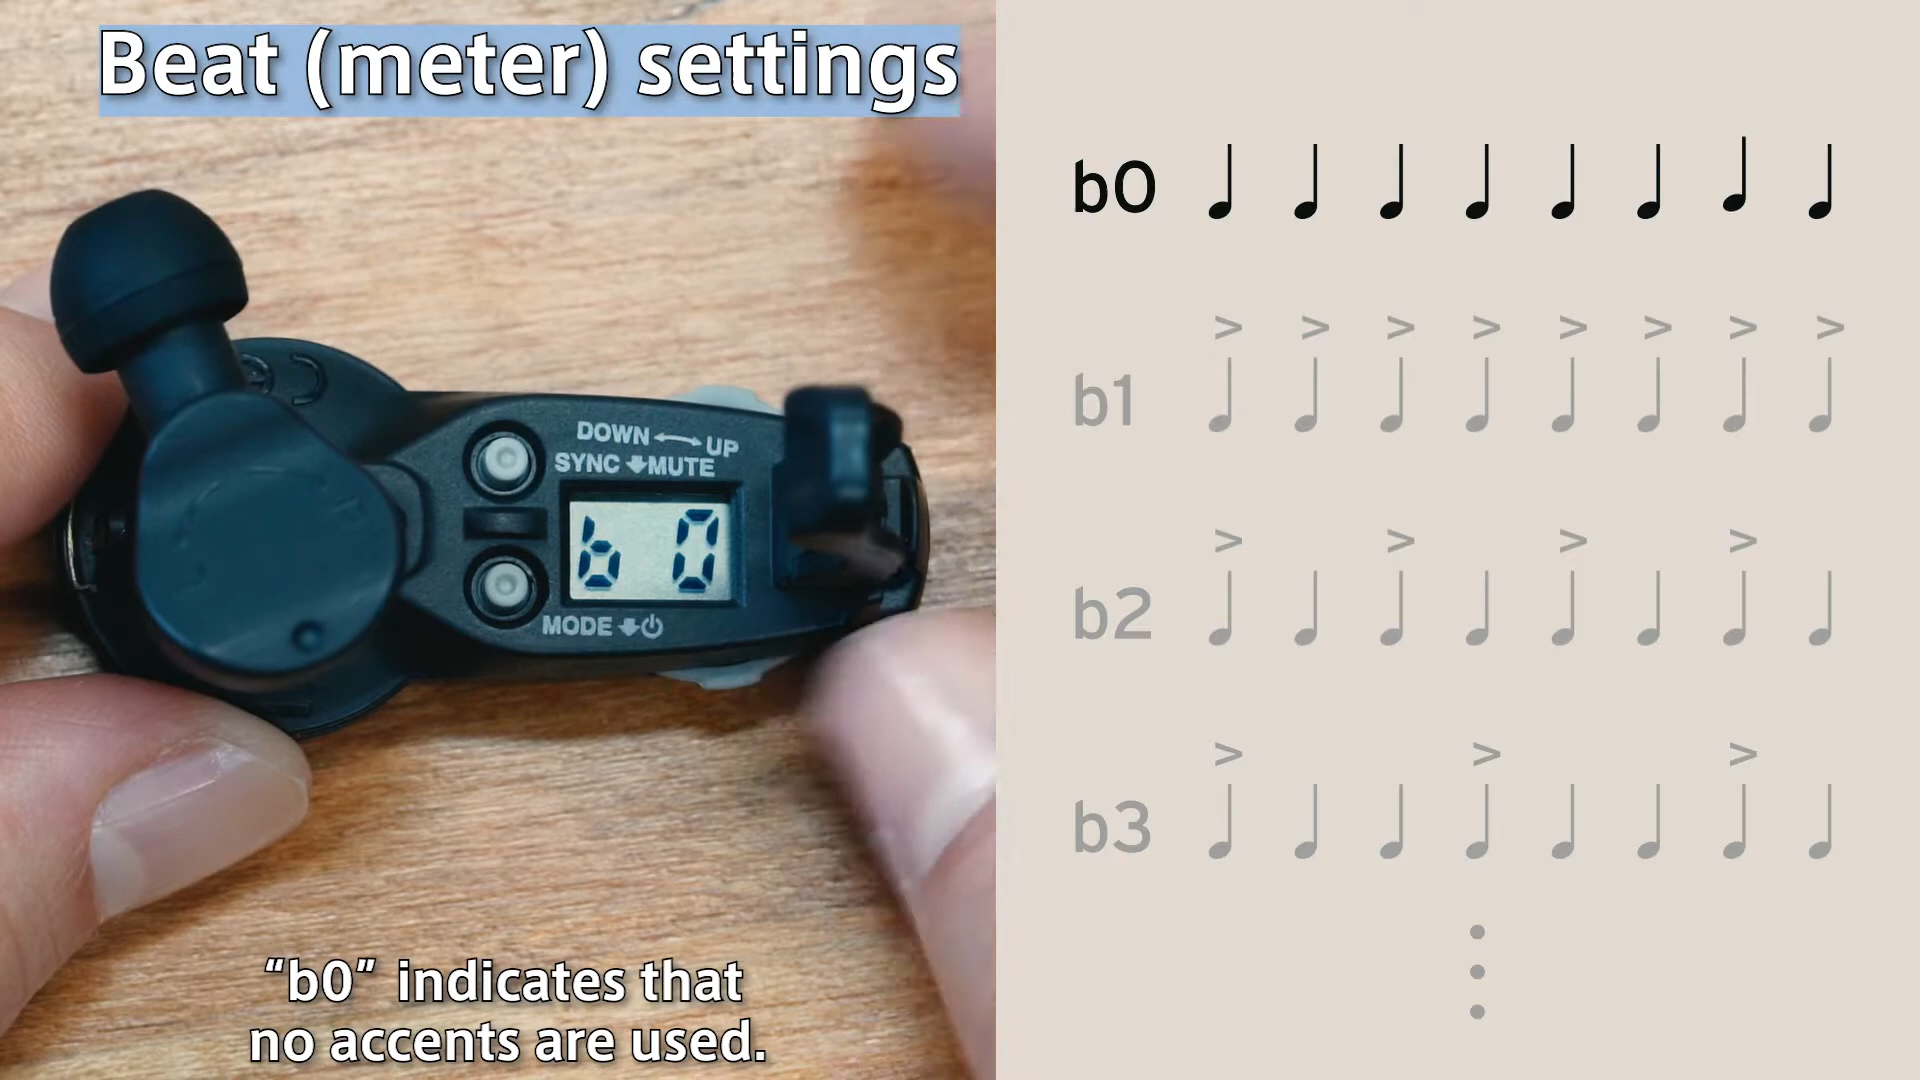 Beat (meter) settings
DOWN UP
SYNC MUTE
b 0
MODE
“b0” indicates that
no accents are used.
b0
> > > > > > > >
b1
> > > >
b2
> > >
b3